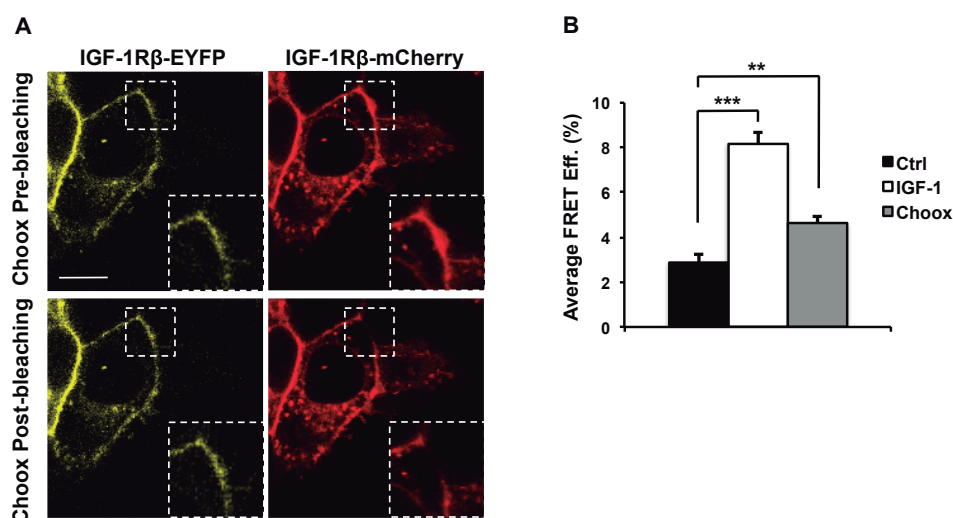 A
IGF-1Rβ-EYFP
IGF-1Rβ-mCherry
Choox Pre-bleaching
Choox Post-bleaching
B
**
***
Average FRET Eff. (%)
10
8
6
4
2
0
Ctrl
IGF-1
Choox